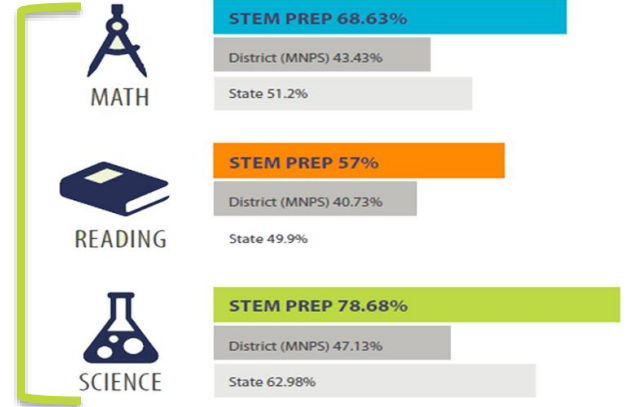 STEM PREP 68.63%
District (MNPS) 43.43%
State 51.2%
MATH
STEM PREP 57%
District (MNPS) 40.73%
State 49.9%
READING
STEM PREP 78.68%
District (MNPS) 47.13%
State 62.98%
SCIENCE